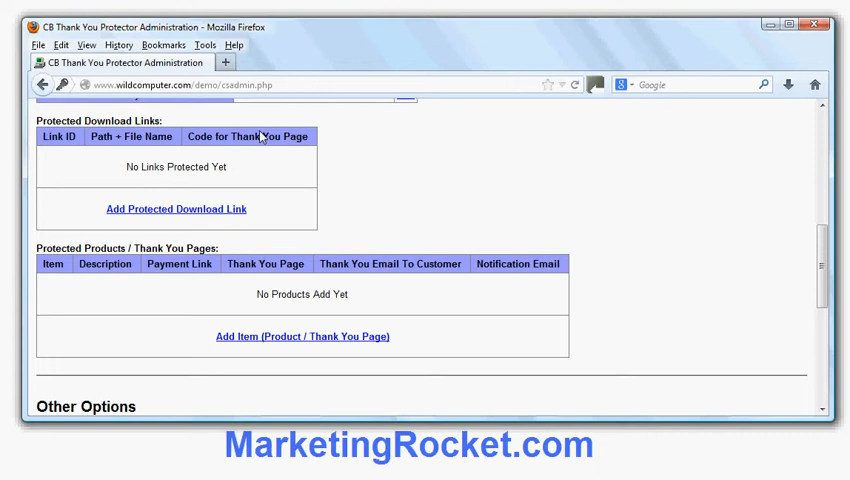 CB Thank You Protector Administration - Mozilla Firefox
File Edit View History Bookmarks Tools Help
CB Thank You Protector Administration +
www.wildcomputer.com/demo/csadmin.php
Google
Protected Download Links:
Link ID Path + File Name Code for Thank You Page
No Links Protected Yet
Add Protected Download Link
Protected Products / Thank You Pages:
Item Description Payment Link Thank You Page Thank You Email To Customer Notification Email
No Products Add Yet
Add Item (Product / Thank You Page)
Other Options
MarketingRocket.com